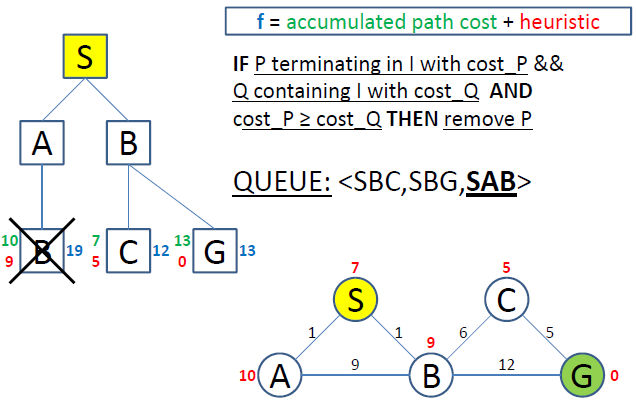 f = accumulated path cost + heuristic
IF P terminating in I with cost_P &&
Q containing I with cost_Q AND
cost_P ≥ cost_Q THEN remove P
QUEUE: <SBC,SBG,SAB>
S
A B
10 9 B 19 7 5 C 12 13 0 G 13
7 5
S C
1 1 9 6 5
10 A 9 B 12 G 0